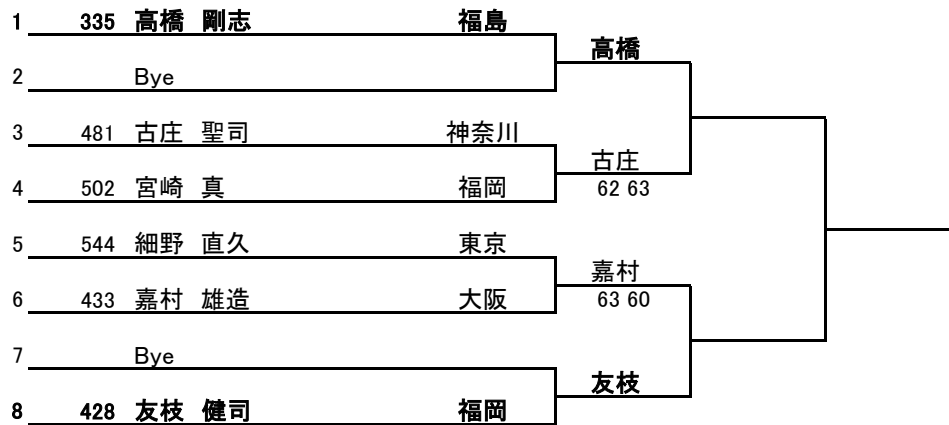 1 335 高橋 剛志 福島
高橋
2 Bye
3 481 古庄 聖司 神奈川
古庄
4 502 宮崎 真 福岡 62 63
5 544 細野 直久 東京
嘉村
6 433 嘉村 雄造 大阪 63 60
7 Bye
友枝
8 428 友枝 健司 福岡